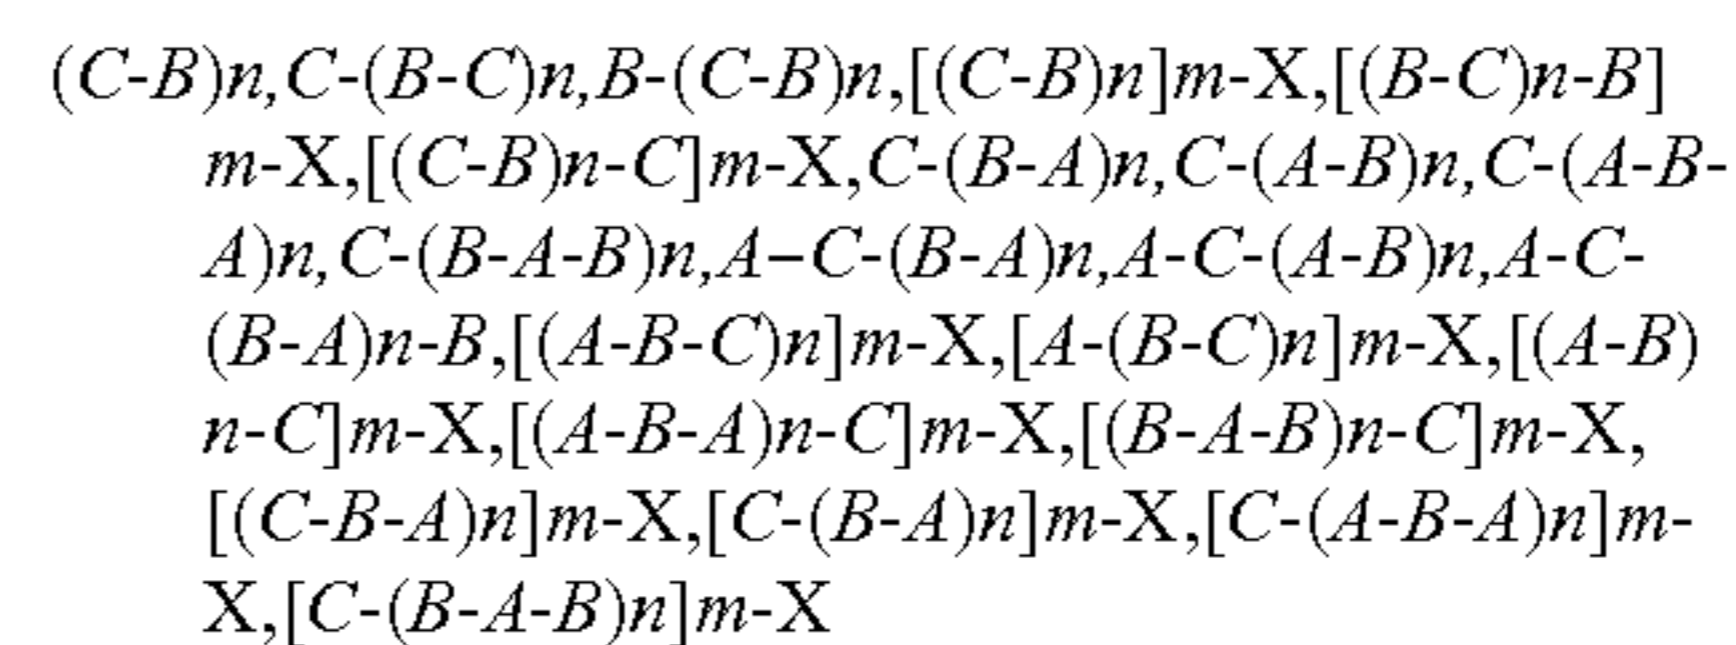 (C-B)n,C-(B-C)n,B-(C-B)n,[(C-B)n]m-X,[(B-C)n-B]
m-X,[(C-B)n-C]m-X,C-(B-A)n,C-(A-B)n,C-(A-B-
A)n,C-(B-A-B)n,A–C-(B-A)n,A-C-(A-B)n,A-C-
(B-A)n-B,[(A-B-C)n]m-X,[A-(B-C)n]m-X,[(A-B)
n-C]m-X,[(A-B-A)n-C]m-X,[(B-A-B)n-C]m-X,
[(C-B-A)n]m-X,[C-(B-A)n]m-X,[C-(A-B-A)n]m-
X,[C-(B-A-B)n]m-X